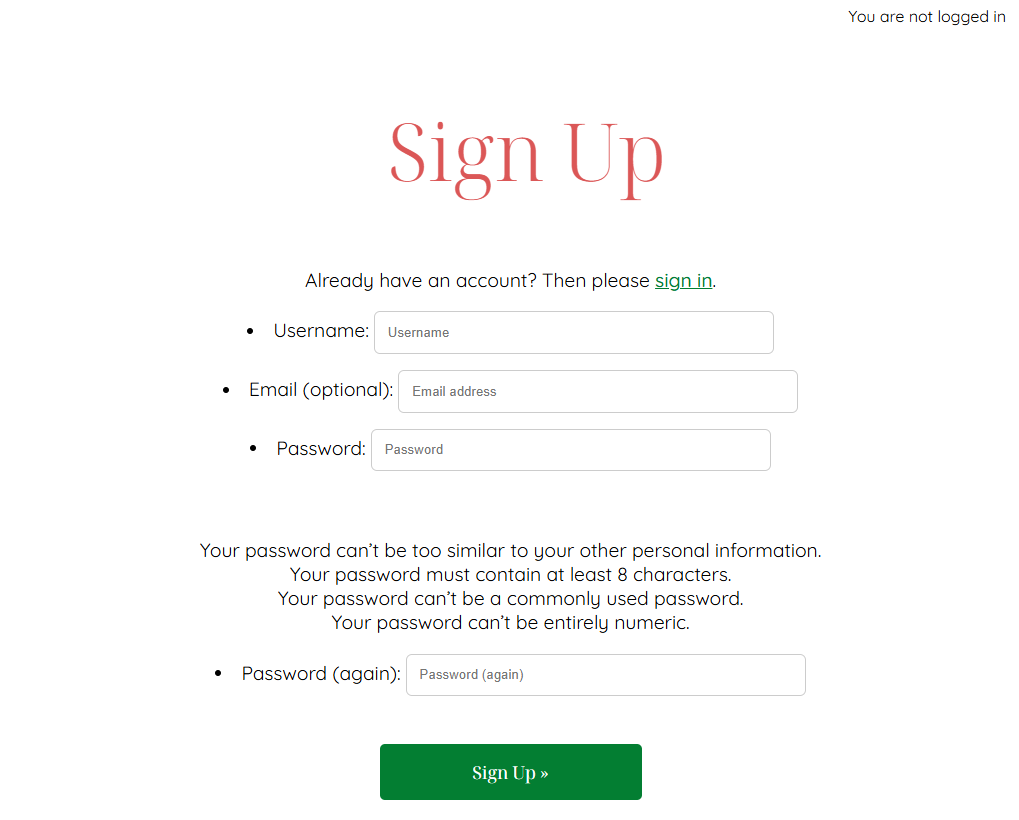 You are not logged in
Sign Up
Already have an account? Then please sign in.
• Username: Username
• Email (optional): Email address
• Password: Password
Your password can’t be too similar to your other personal information.
Your password must contain at least 8 characters.
Your password can’t be a commonly used password.
Your password can’t be entirely numeric.
• Password (again): Password (again)
Sign Up »